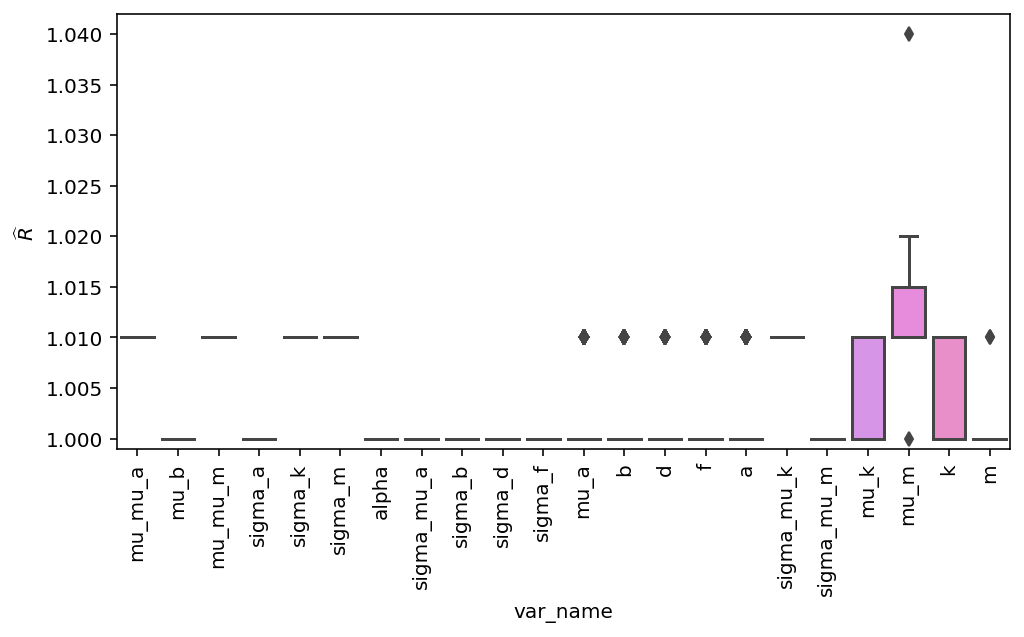 1.040
1.035
1.030
1.025
1.020
1.015
1.010
1.005
1.000
R̂
mu_mu_a
mu_b
mu_mu_m
sigma_a
sigma_k
sigma_m
alpha
sigma_mu_a
sigma_b
sigma_d
sigma_f
mu_a
b
d
f
a
sigma_mu_k
sigma_mu_m
mu_k
mu_m
k
m
var_name